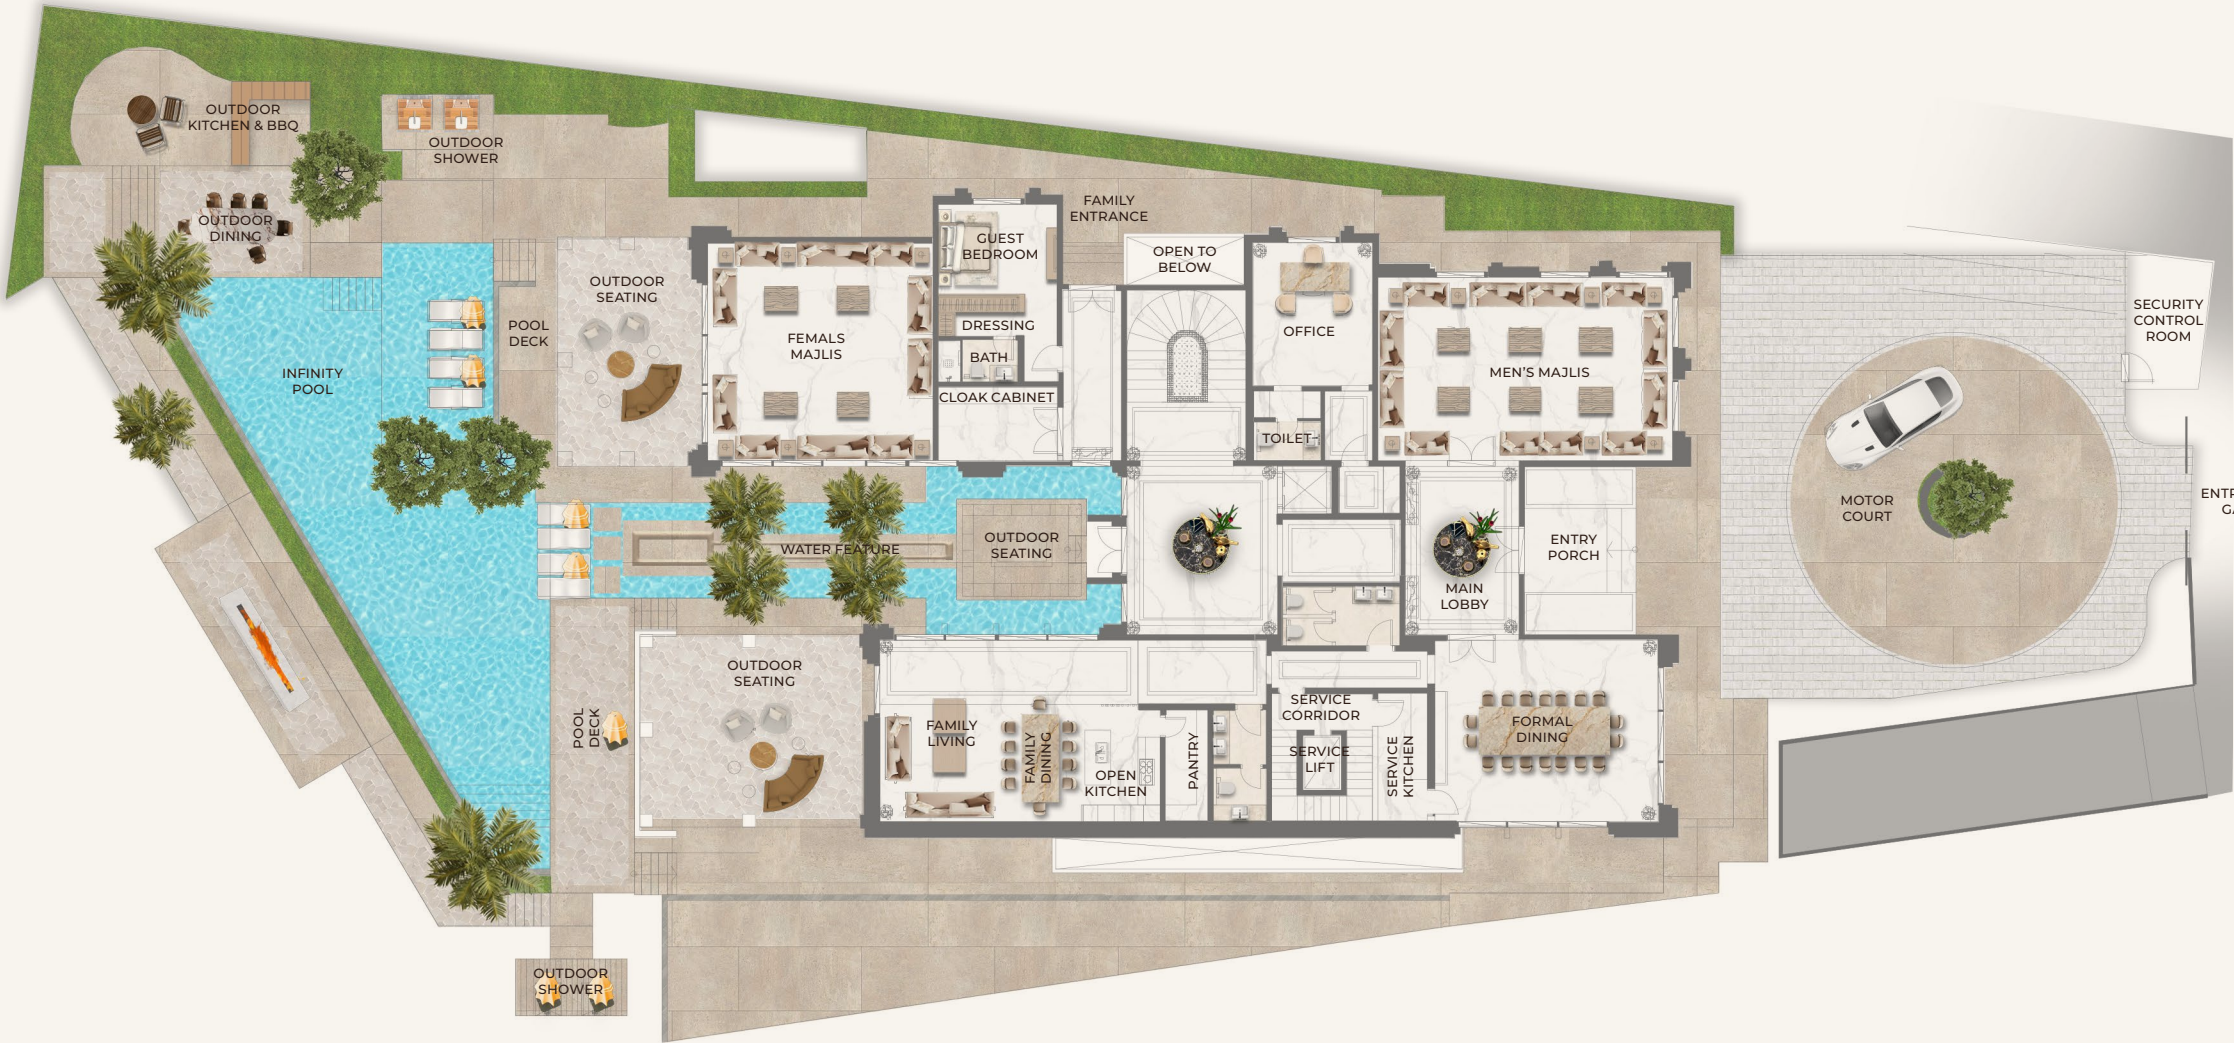 OUTDOOR
KITCHEN & BBQ
OUTDOOR
SHOWER
OUTDOOR
DINING
FAMILY
ENTRANCE
GUEST
BEDROOM
OPEN TO
BELOW
OUTDOOR
SEATING
POOL
DECK
DRESSING
OFFICE
SECURITY
CONTROL
ROOM
FEMALS
MAJLIS
BATH
INFINITY
POOL
MEN'S MAJLIS
CLOAK CABINET
TOILET
MOTOR
COURT
ENTR
GA
WATER FEATURE
OUTDOOR
SEATING
ENTRY
PORCH
MAIN
LOBBY
OUTDOOR
SEATING
POOL
DECK
FAMILY
LIVING
FAMILY
DINING
OPEN
KITCHEN
PANTRY
SERVICE
CORRIDOR
SERVICE
LIFT
SERVICE
KITCHEN
FORMAL
DINING
OUTDOOR
SHOWER